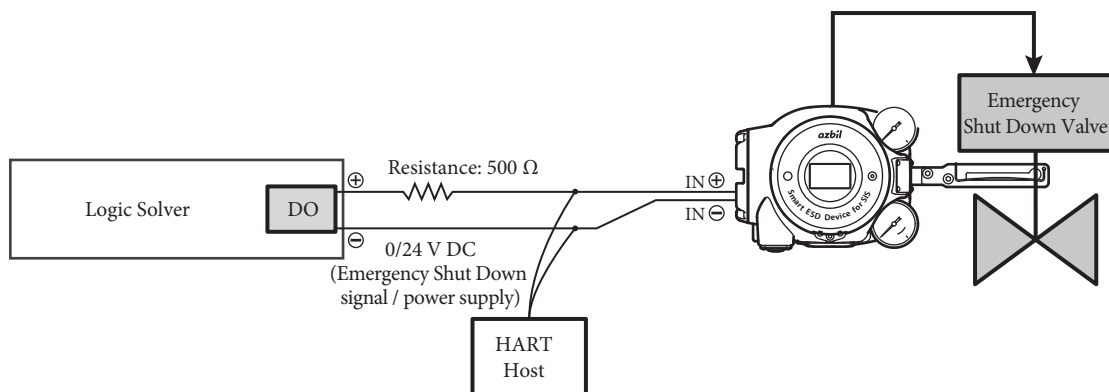 Emergency
Shut Down Valve
azbil
Smart ESD Device for SIS
Resistance: 500 Ω
⊕
IN ⊕
Logic Solver
DO
IN ⊖
⊖
0/24 V DC
(Emergency Shut Down
signal / power supply)
HART
Host